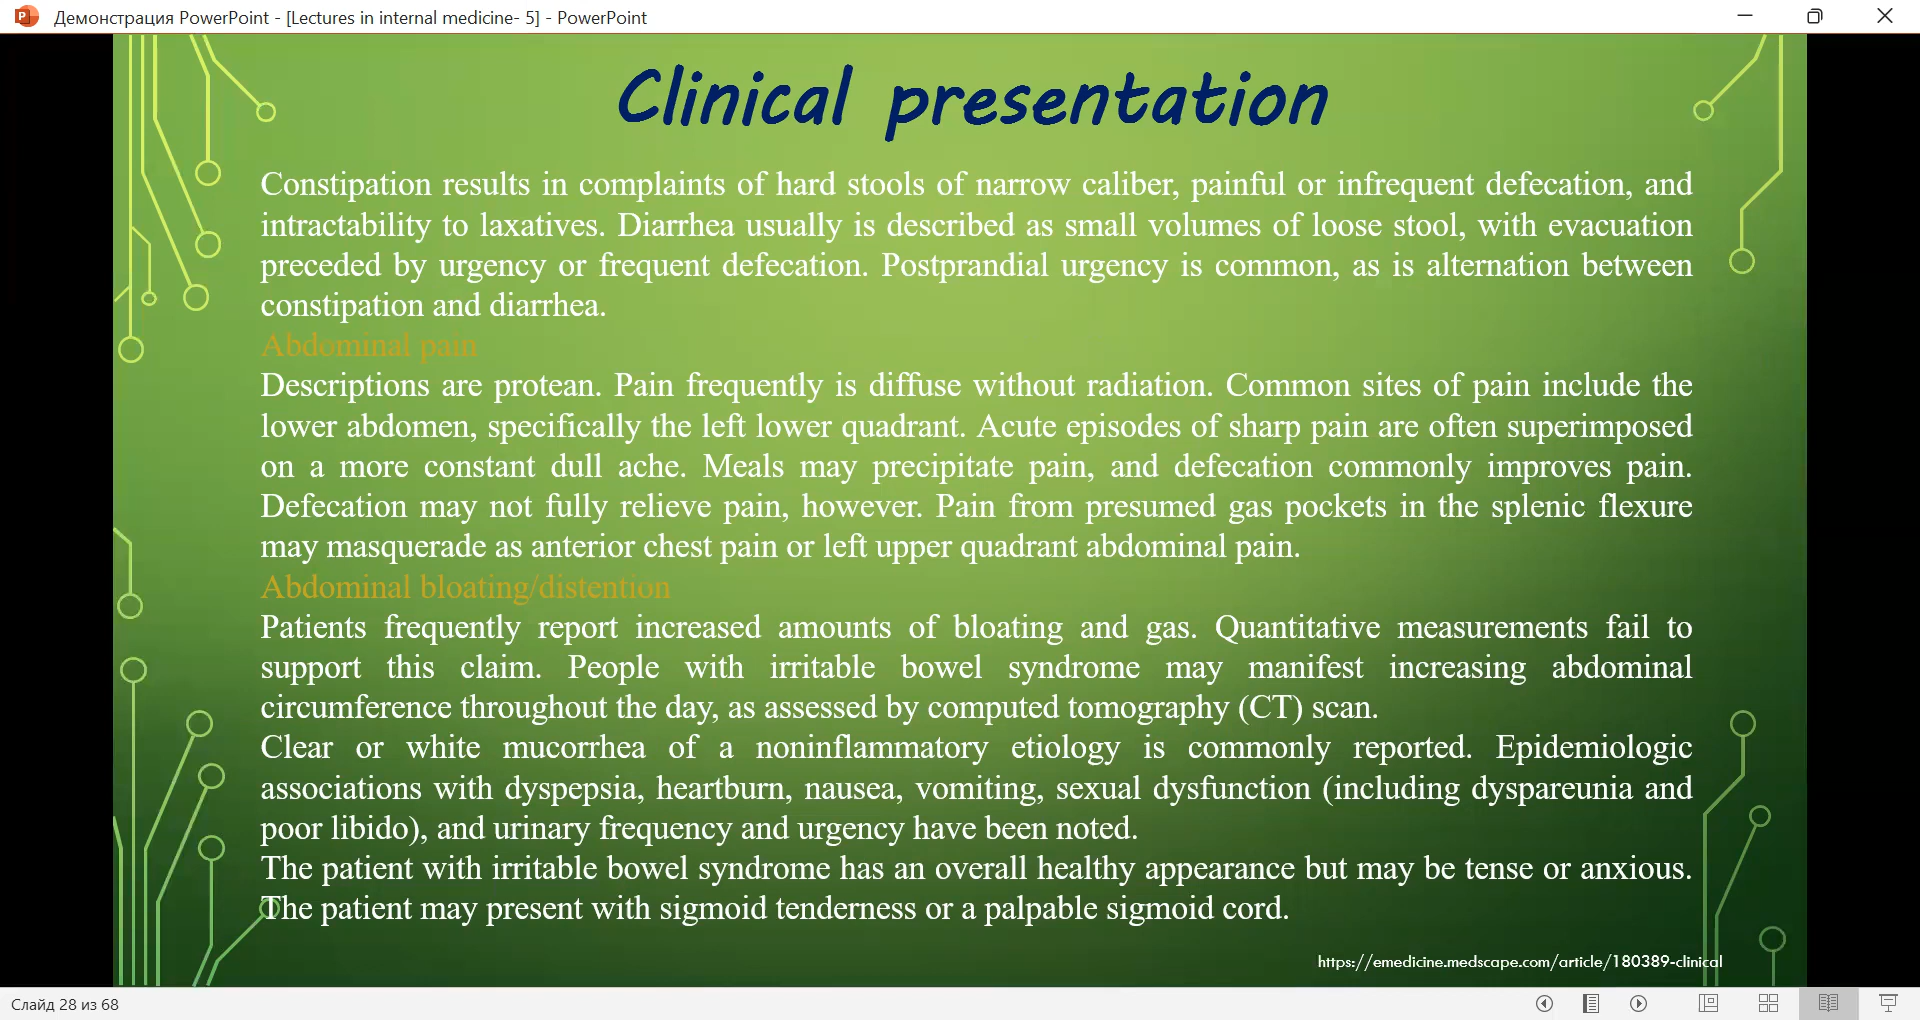 Демонстрация PowerPoint - [Lectures in internal medicine- 5] - PowerPoint
Clinical presentation
Constipation results in complaints of hard stools of narrow caliber, painful or infrequent defecation, and
intractability to laxatives. Diarrhea usually is described as small volumes of loose stool, with evacuation
preceded by urgency or frequent defecation. Postprandial urgency is common, as is alternation between
constipation and diarrhea.
Abdominal pain
Descriptions are protean. Pain frequently is diffuse without radiation. Common sites of pain include the
lower abdomen, specifically the left lower quadrant. Acute episodes of sharp pain are often superimposed
on a more constant dull ache. Meals may precipitate pain, and defecation commonly improves pain.
Defecation may not fully relieve pain, however. Pain from presumed gas pockets in the splenic flexure
may masquerade as anterior chest pain or left upper quadrant abdominal pain.
Abdominal bloating/distention
Patients frequently report increased amounts of bloating and gas. Quantitative measurements fail to
support this claim. People with irritable bowel syndrome may manifest increasing abdominal
circumference throughout the day, as assessed by computed tomography (CT) scan.
Clear or white mucorrhea of a noninflammatory etiology is commonly reported. Epidemiologic
associations with dyspepsia, heartburn, nausea, vomiting, sexual dysfunction (including dyspareunia and
poor libido), and urinary frequency and urgency have been noted.
The patient with irritable bowel syndrome has an overall healthy appearance but may be tense or anxious.
The patient may present with sigmoid tenderness or a palpable sigmoid cord.
https://emedicine.medscape.com/article/180389-clinical
Слайд 28 из 68